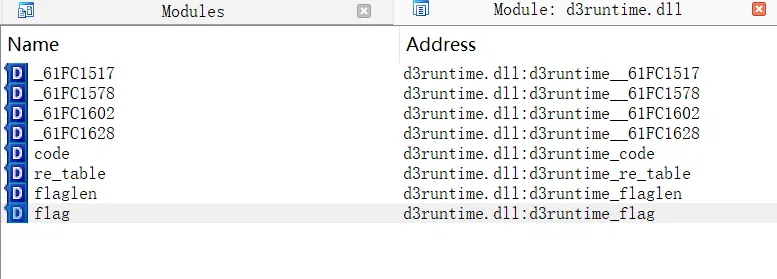 Modules Module: d3runtime.dll
Name Address
D _61FC1517 d3runtime.dll:d3runtime__61FC1517
D _61FC1578 d3runtime.dll:d3runtime__61FC1578
D _61FC1602 d3runtime.dll:d3runtime__61FC1602
D _61FC1628 d3runtime.dll:d3runtime__61FC1628
D code d3runtime.dll:d3runtime_code
D re_table d3runtime.dll:d3runtime_re_table
D flaglen d3runtime.dll:d3runtime_flaglen
D flag d3runtime.dll:d3runtime_flag